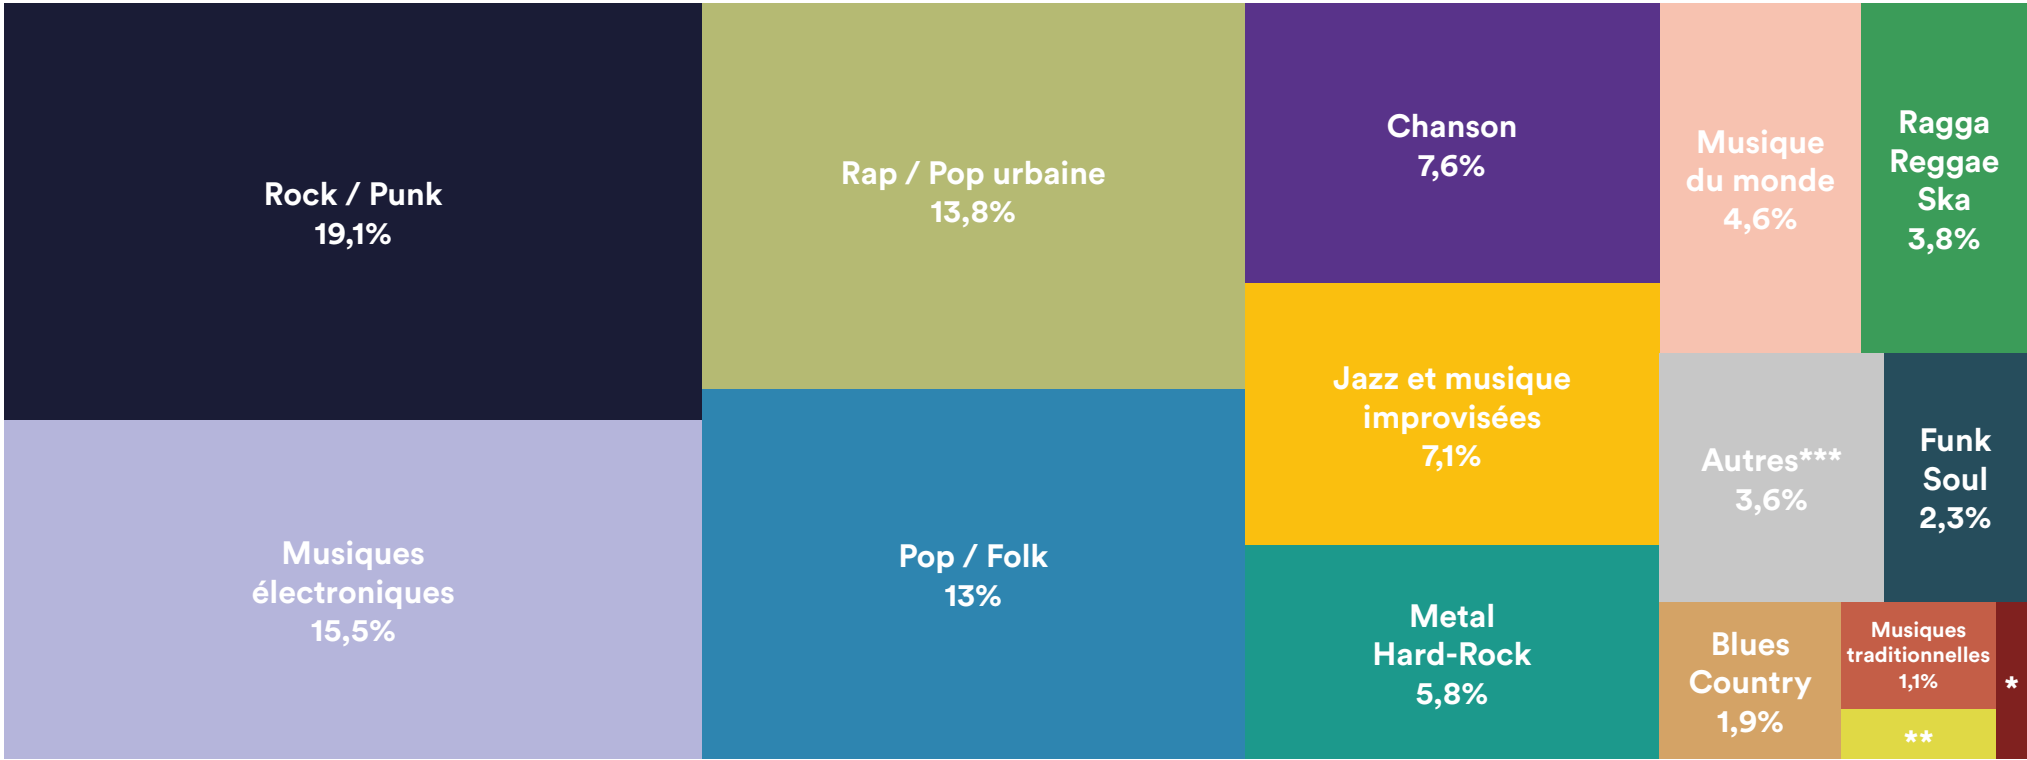 Rock / Punk
19,1%
Musiques
électroniques
15,5%
Rap / Pop urbaine
13,8%
Pop / Folk
13%
Chanson
7,6%
Jazz et musique
improvisées
7,1%
Metal
Hard-Rock
5,8%
Musique
du monde
4,6%
Ragga
Reggae
Ska
3,8%
Autres***
3,6%
Funk
Soul
2,3%
Blues
Country
1,9%
Musiques
traditionnelles
1,1%
*
**